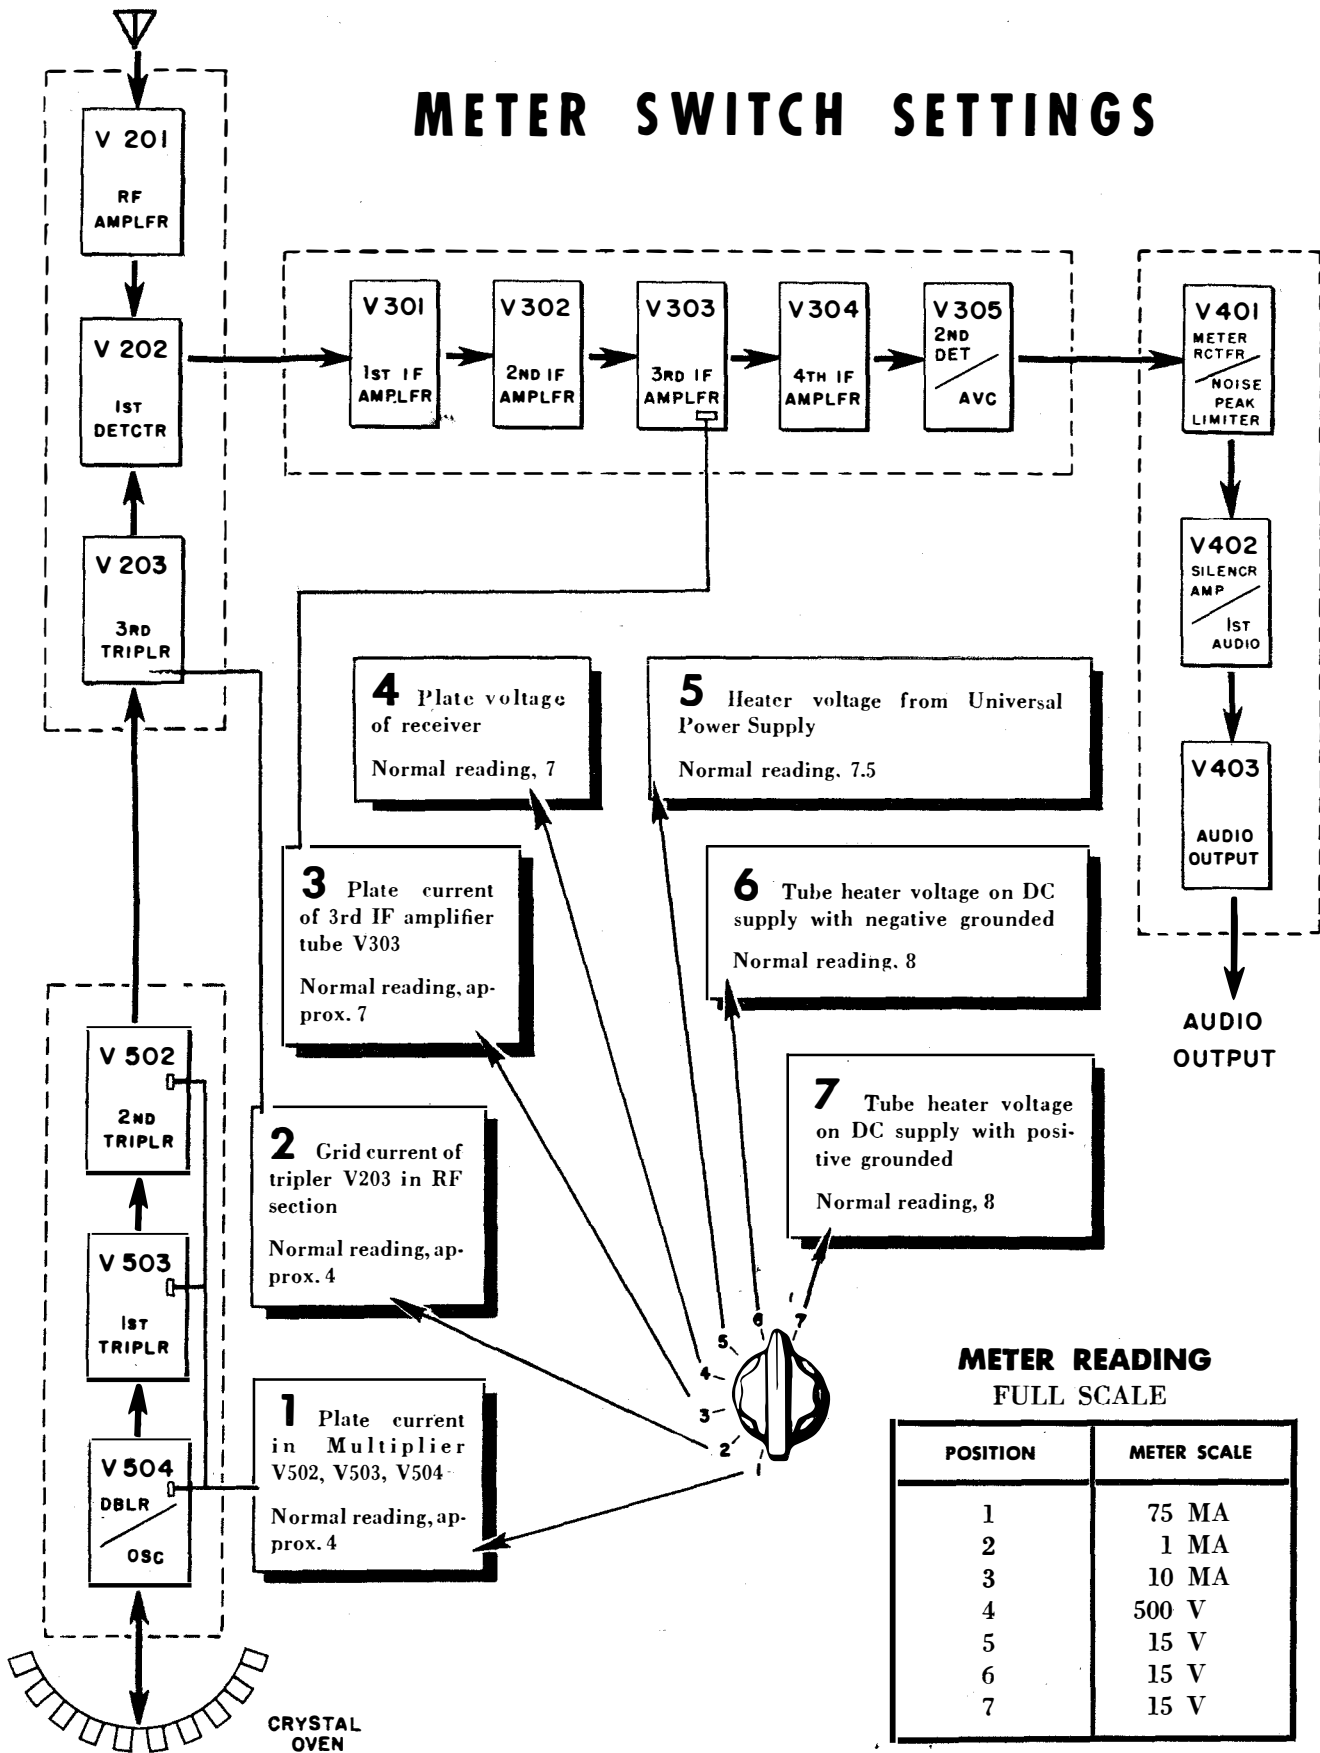 METER SWITCH SETTINGS
V 201
RF
AMPLFR
V 202
1ST
DETCTR
V 203
3RD
TRIPLR
V301
1ST IF
AMPLFR
V302
2ND IF
AMPLFR
V303
3RD IF
AMPLFR
V304
4TH IF
AMPLFR
V305
2ND
DET
AVC
V401
METER
RCTFR
NOISE
PEAK
LIMITER
V402
SILENCR
AMP
1ST
AUDIO
V403
AUDIO
OUTPUT
AUDIO
OUTPUT
4 Plate voltage
of receiver
Normal reading, 7
5 Heater voltage from Universal
Power Supply
Normal reading. 7.5
3 Plate current
of 3rd IF amplifier
tube V303
Normal reading, ap-
prox. 7
6 Tube heater voltage on DC
supply with negative grounded
Normal reading. 8
7 Tube heater voltage
on DC supply with posi-
tive grounded
Normal reading, 8
2 Grid current of
tripler V203 in RF
section
Normal reading, ap-
prox. 4
1 Plate current
in Multiplier
V502, V503, V504
Normal reading, ap-
prox. 4
V 502
2ND
TRIPLR
V 503
1ST
TRIPLR
V504
DBLR
OSC
CRYSTAL
OVEN
1
2
3
4
5
6
7
METER READING
FULL SCALE
POSITION METER SCALE
1 75 MA
2 1 MA
3 10 MA
4 500 V
5 15 V
6 15 V
7 15 V